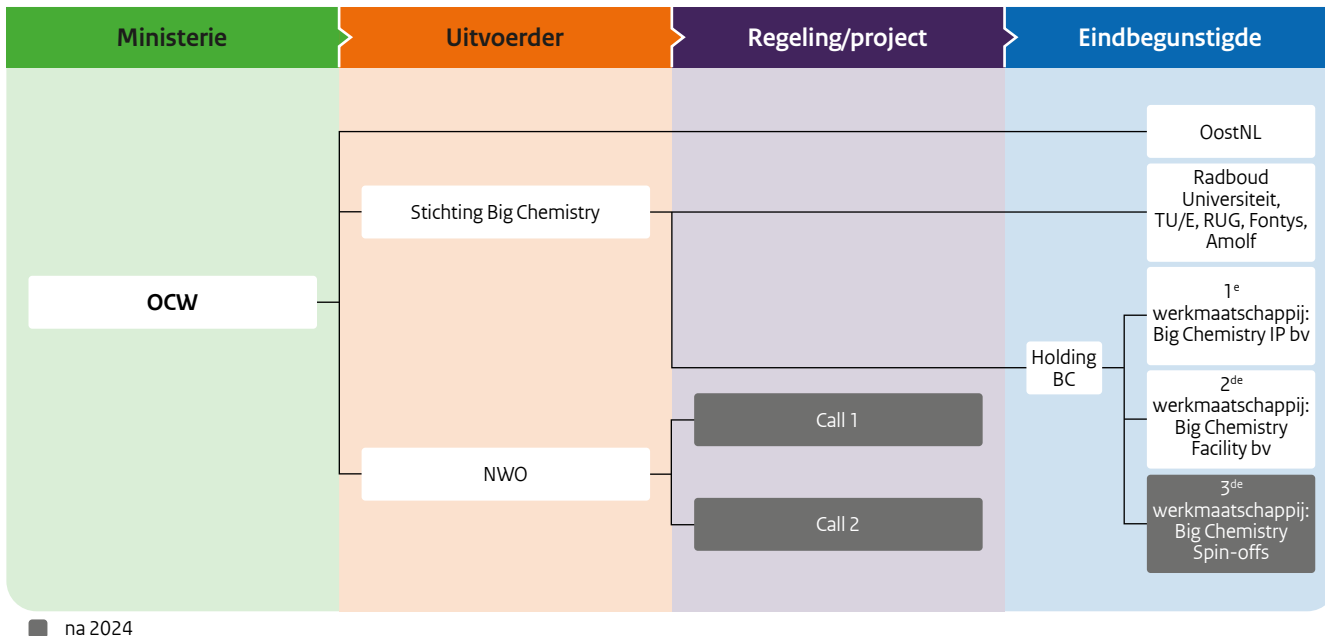 Ministerie
Uitvoerder
Regeling/project
Eindbegunstigde
OostNL
Stichting Big Chemistry
Radboud
Universiteit,
TU/E, RUG, Fontys,
Amolf
OCW
1e
werkmaatschappij:
Big Chemistry IP bv
Holding
BC
2de
werkmaatschappij:
Big Chemistry
Facility bv
Call 1
NWO
Call 2
3de
werkmaatschappij:
Big Chemistry
Spin-offs
na 2024